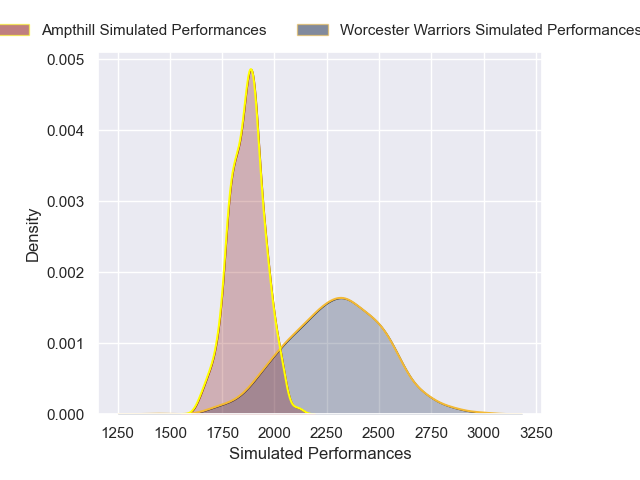 Ampthill Simulated Performances
Worcester Warriors Simulated Performances
0.005
0.004
0.003
0.002
0.001
0.000
Density
1250 1500 1750 2000 2250 2500 2750 3000 3250
Simulated Performances